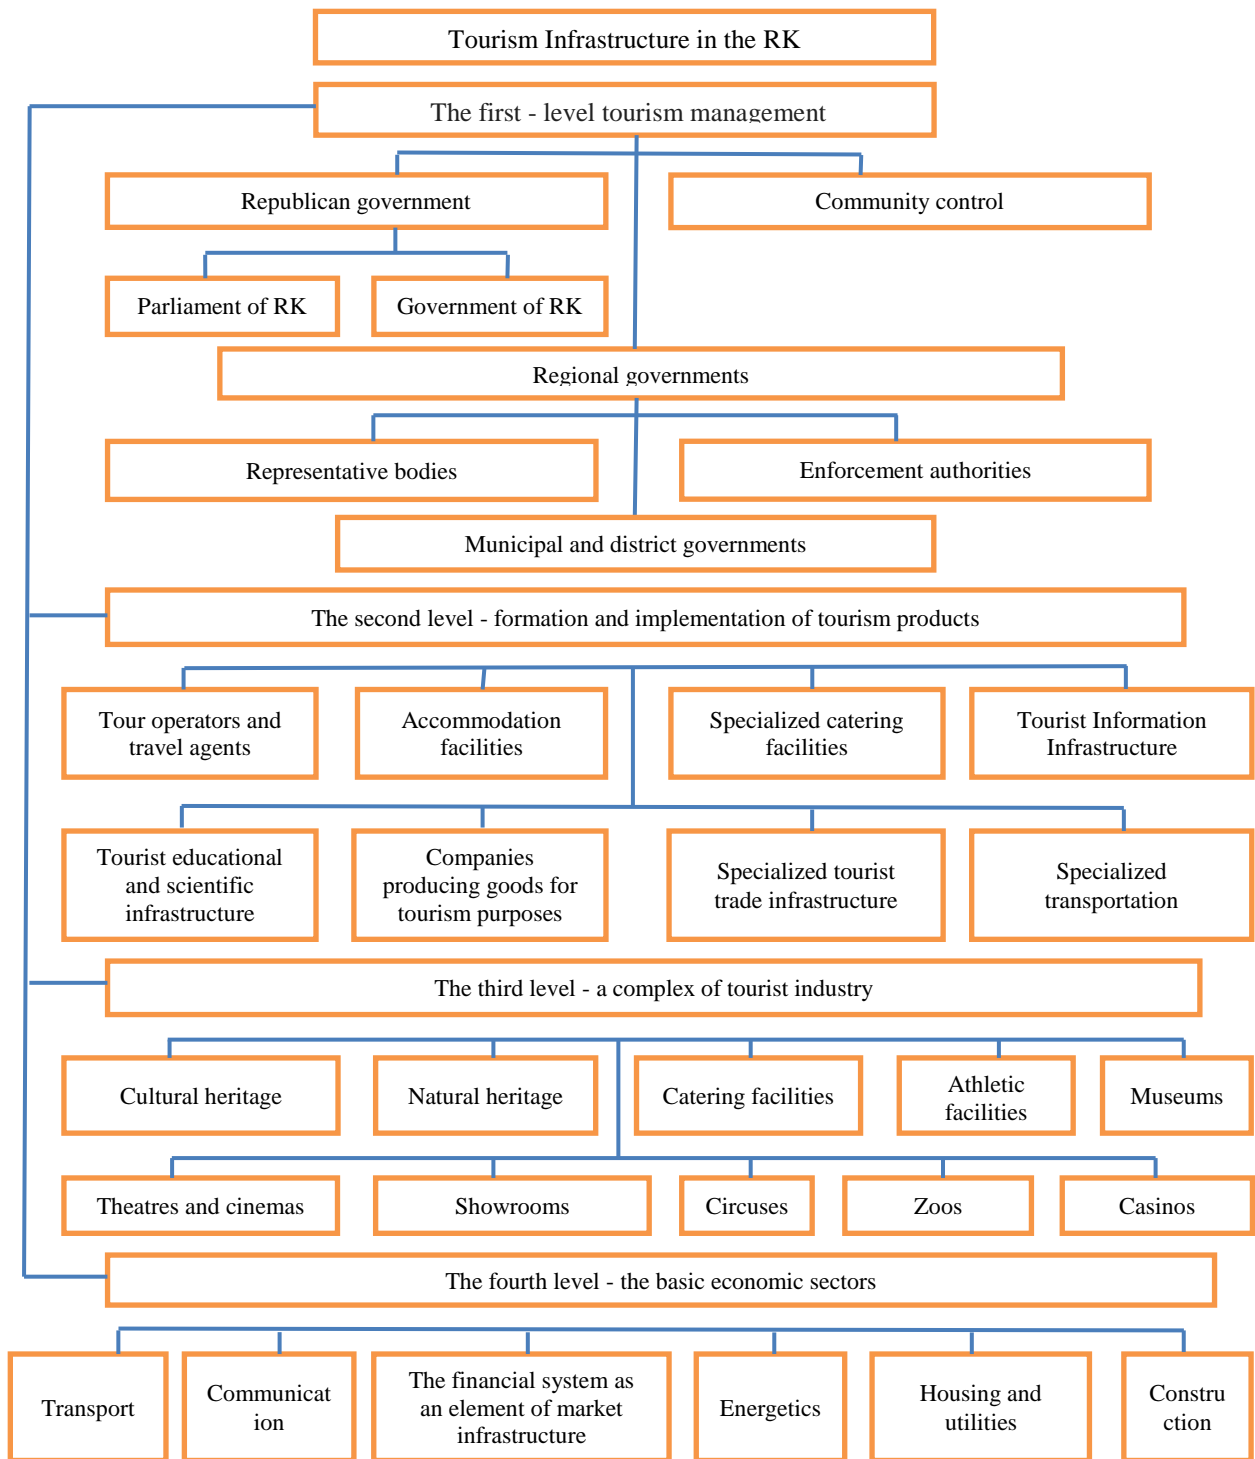 Tourism Infrastructure in the RK
The first - level tourism management
Republican government
Community control
Parliament of RK
Government of RK
Regional governments
Representative bodies
Enforcement authorities
Municipal and district governments
The second level - formation and implementation of tourism products
Tour operators and
travel agents
Accommodation
facilities
Specialized catering
facilities
Tourist Information
Infrastructure
Tourist educational
and scientific
infrastructure
Companies
producing goods for
tourism purposes
Specialized tourist
trade infrastructure
Specialized
transportation
The third level - a complex of tourist industry
Cultural heritage
Natural heritage
Catering facilities
Athletic
facilities
Museums
Theatres and cinemas
Showrooms
Circuses
Zoos
Casinos
The fourth level - the basic economic sectors
Transport
Communicat
ion
The financial system as
an element of market
infrastructure
Energetics
Housing and
utilities
Constru
ction